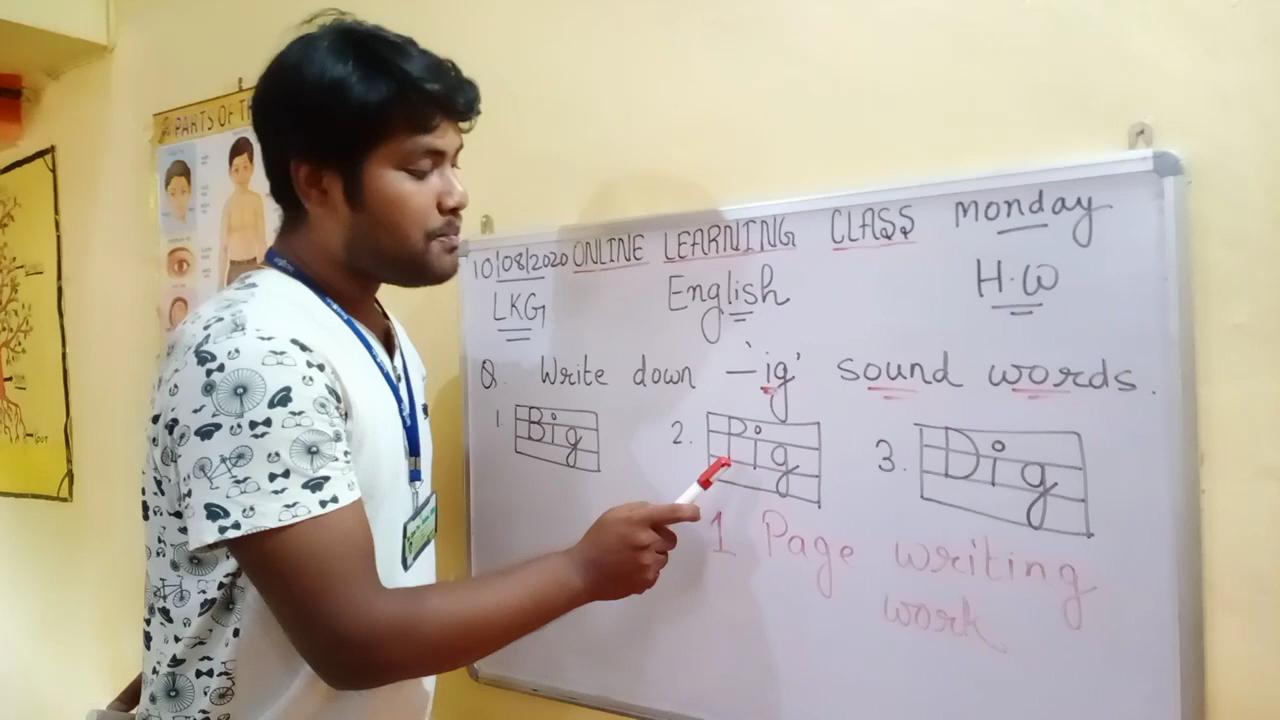 PARTS OF TH
10/08/2020 ONLINE LEARNING CLASS Monday
LKG English H.W
Q. Write down –'ig' sound words.
1. Big 2. Pig 3. Dig
1 Page writing
work